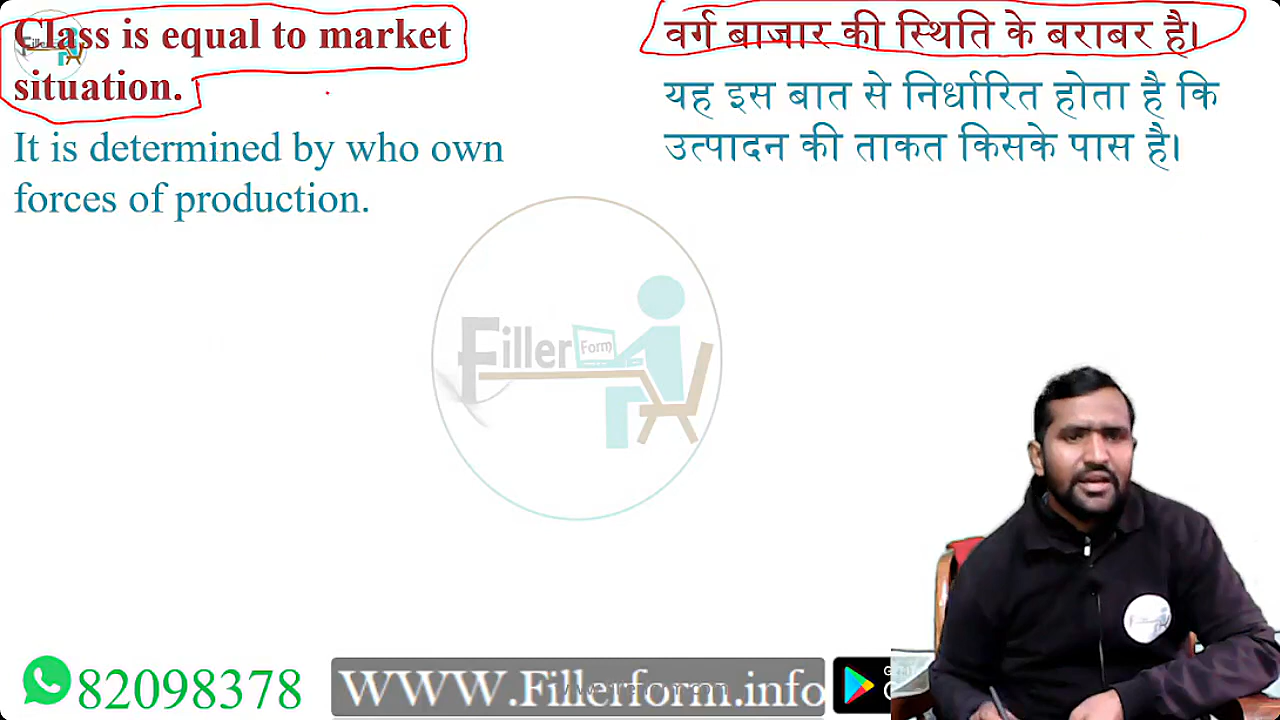 Class is equal to market
situation.
It is determined by who own
forces of production.
वर्ग बाजार की स्थिति के बराबर है।
यह इस बात से निर्धारित होता है कि
उत्पादन की ताकत किसके पास है।
Filler Form
82098378
WWW.Fillerform.info